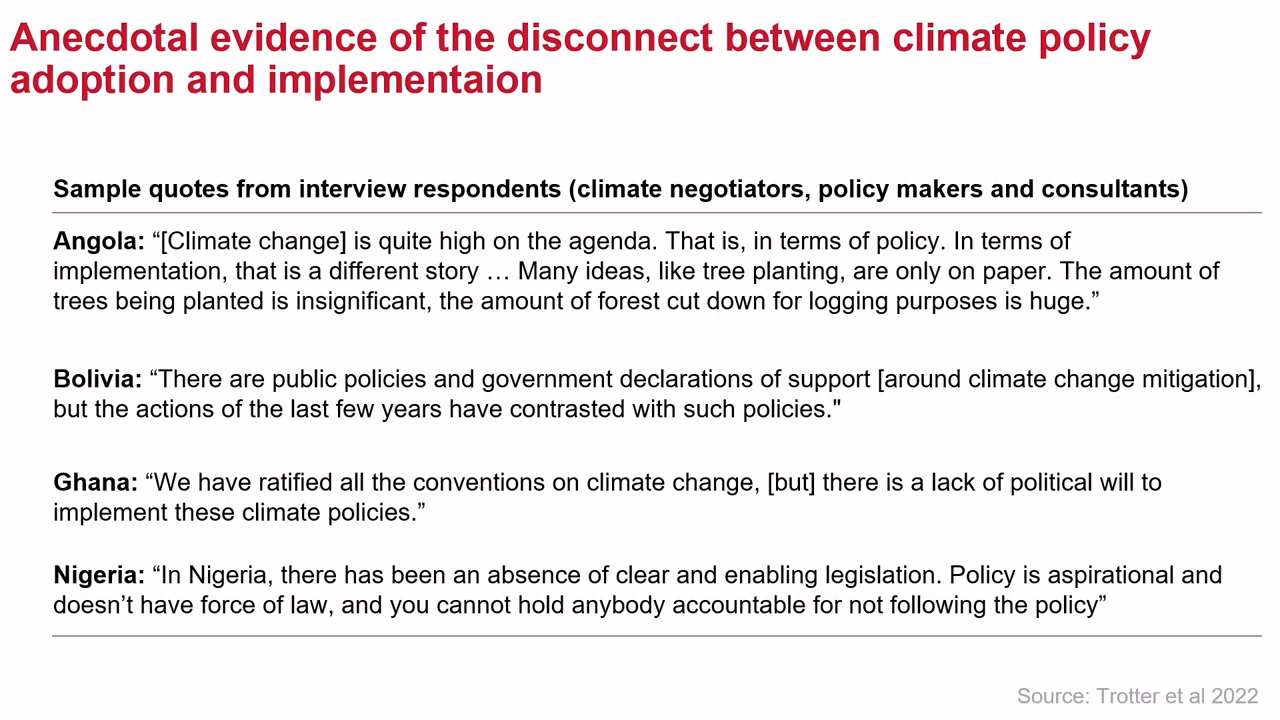 Anecdotal evidence of the disconnect between climate policy
adoption and implementaion
Sample quotes from interview respondents (climate negotiators, policy makers and consultants)
Angola: “[Climate change] is quite high on the agenda. That is, in terms of policy. In terms of
implementation, that is a different story … Many ideas, like tree planting, are only on paper. The amount of
trees being planted is insignificant, the amount of forest cut down for logging purposes is huge.”
Bolivia: “There are public policies and government declarations of support [around climate change mitigation],
but the actions of the last few years have contrasted with such policies."
Ghana: “We have ratified all the conventions on climate change, [but] there is a lack of political will to
implement these climate policies.”
Nigeria: “In Nigeria, there has been an absence of clear and enabling legislation. Policy is aspirational and
doesn’t have force of law, and you cannot hold anybody accountable for not following the policy”
Source: Trotter et al 2022